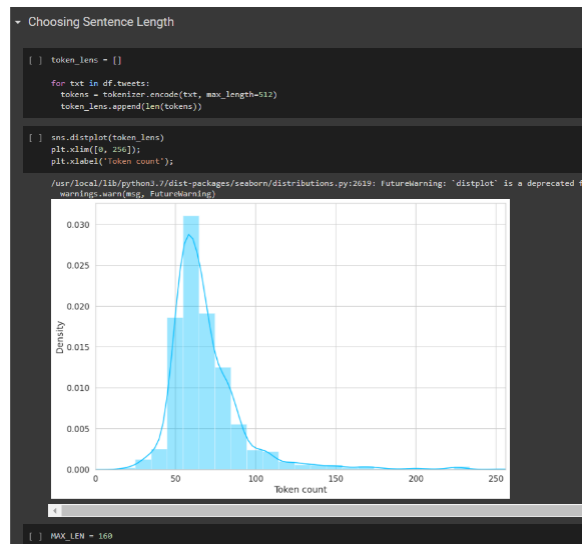 Choosing Sentence Length
[ ] token_lens = []
for txt in df.tweets:
tokens = tokenizer.encode(txt, max_length=512)
token_lens.append(len(tokens))
[ ] sns.distplot(token_lens)
plt.xlim([0, 256]);
plt.xlabel('Token count');
/usr/local/lib/python3.7/dist-packages/seaborn/distributions.py:2619: FutureWarning: `distplot` is a deprecated f
warnings.warn(msg, FutureWarning)
0.030
0.025
0.020
0.015
0.010
0.005
0.000
Density
0 50 100 150 200 250
Token count
[ ] MAX_LEN = 160